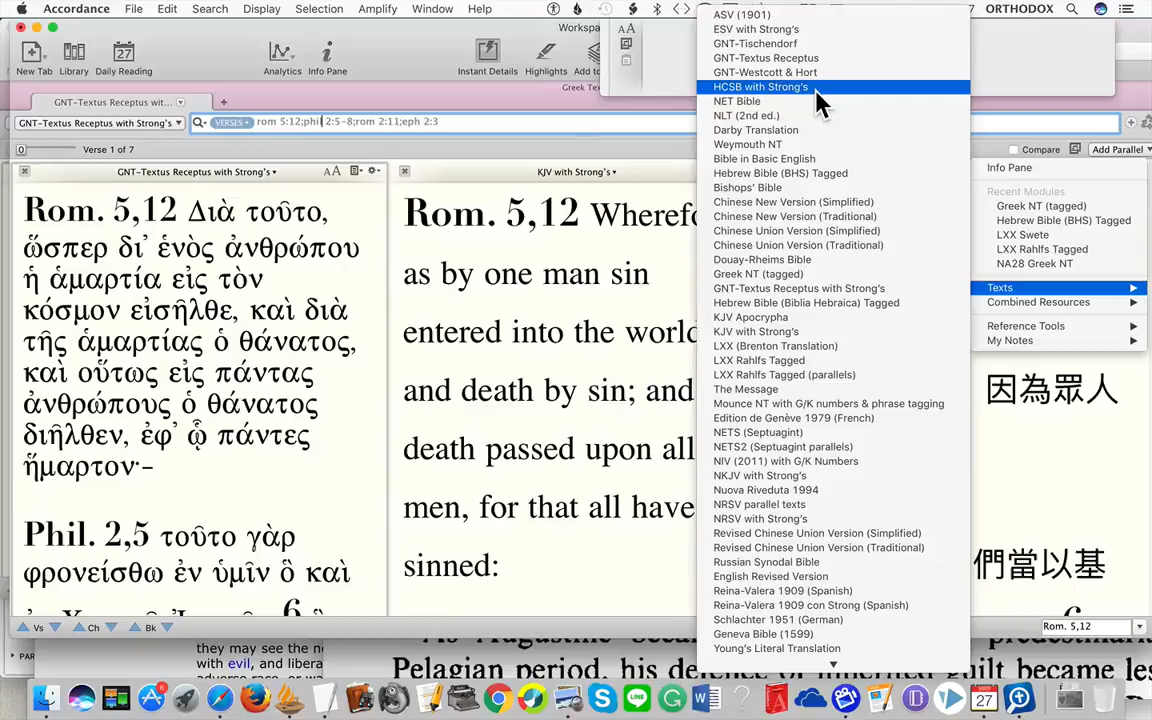 Accordance File Edit Search Display Selection Amplify Window Help
7 ORTHODOX
Workspa
New Tab Library Daily Reading Analytics Info Pane Instant Details Highlights Add to
Greek Text
GNT-Textus Receptus wit...
GNT-Textus Receptus with Strong's VERSES rom 5:12;phil 2:5-8;rom 2:11;eph 2:3
0 Verse 1 of 7
Compare Add Parallel
GNT-Textus Receptus with Strong's
Rom. 5,12 Διὰ τοῦτο,
ὥσπερ δι’ ἑνὸς ἀνθρώπου
ἡ ἁμαρτία εἰς τὸν
κόσμον εἰσῆλθε, καὶ διὰ
τῆς ἁμαρτίας ὁ θάνατος,
καὶ οὕτως εἰς πάντας
ἀνθρώπους ὁ θάνατος
διῆλθεν, ἐφ’ ᾧ πάντες
ἥμαρτον·–
Phil. 2,5 τοῦτο γὰρ
φρονείσθω ἐν ὑμῖν ὃ καὶ
KJV with Strong's
Rom. 5,12 Wherefo
as by one man sin
entered into the world
and death by sin; and
death passed upon all
men, for that all have
sinned:
ASV (1901)
ESV with Strong's
GNT-Tischendorf
GNT-Textus Receptus
GNT-Westcott & Hort
HCSB with Strong's
NET Bible
NLT (2nd ed.)
Darby Translation
Weymouth NT
Bible in Basic English
Hebrew Bible (BHS) Tagged
Bishops' Bible
Chinese New Version (Simplified)
Chinese New Version (Traditional)
Chinese Union Version (Simplified)
Chinese Union Version (Traditional)
Douay-Rheims Bible
Greek NT (tagged)
GNT-Textus Receptus with Strong's
Hebrew Bible (Biblia Hebraica) Tagged
KJV Apocrypha
KJV with Strong's
LXX (Brenton Translation)
LXX Rahlfs Tagged
LXX Rahlfs Tagged (parallels)
The Message
Mounce NT with G/K numbers & phrase tagging
Edition de Genève 1979 (French)
NETS (Septuagint)
NETS2 (Septuagint parallels)
NIV (2011) with G/K Numbers
NKJV with Strong's
Nuova Riveduta 1994
NRSV parallel texts
NRSV with Strong's
Revised Chinese Union Version (Simplified)
Revised Chinese Union Version (Traditional)
Russian Synodal Bible
English Revised Version
Reina-Valera 1909 (Spanish)
Reina-Valera 1909 con Strong (Spanish)
Schlachter 1951 (German)
Geneva Bible (1599)
Young's Literal Translation
Info Pane
Recent Modules
Greek NT (tagged)
Hebrew Bible (BHS) Tagged
LXX Swete
LXX Rahlfs Tagged
NA28 Greek NT
Texts
Combined Resources
Reference Tools
My Notes
因為眾人
們當以基
Vs Ch Bk
Rom. 5,12
PAR
they may see the no
with evil, and libera
Pelagian period, his de
guilt became les
MAR
27